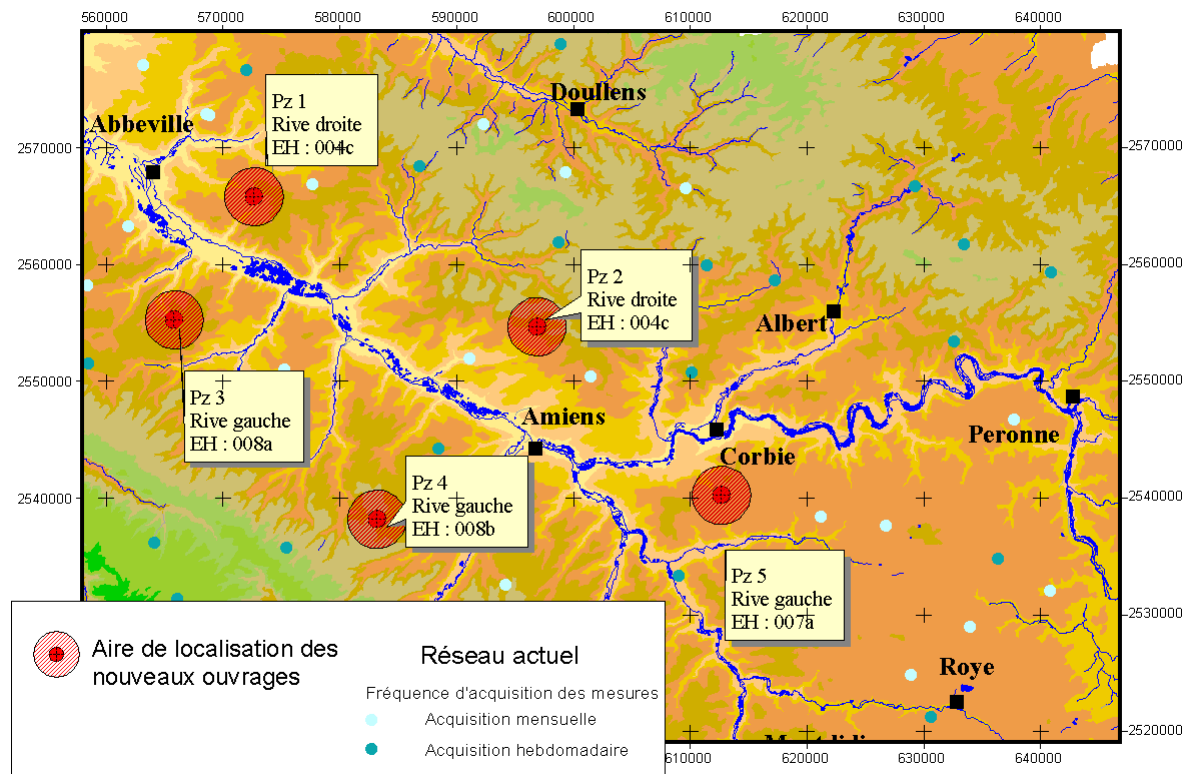 560000 570000 580000 590000 600000 610000 620000 630000 640000
Pz 1
Rive droite
EH : 004c
Doullens
Abbeville
2570000 2570000
Pz 2
Rive droite
EH : 004c
2560000 2560000
Albert
2550000 2550000
Pz 3
Rive gauche
EH : 008a
Amiens
Peronne
Corbie
Pz 4
Rive gauche
EH : 008b
2540000 2540000
Pz 5
Rive gauche
EH : 007a
2530000
Roye
2520000
610000 620000 630000 640000
Aire de localisation des
nouveaux ouvrages
Réseau actuel
Fréquence d'acquisition des mesures
Acquisition mensuelle
Acquisition hebdomadaire